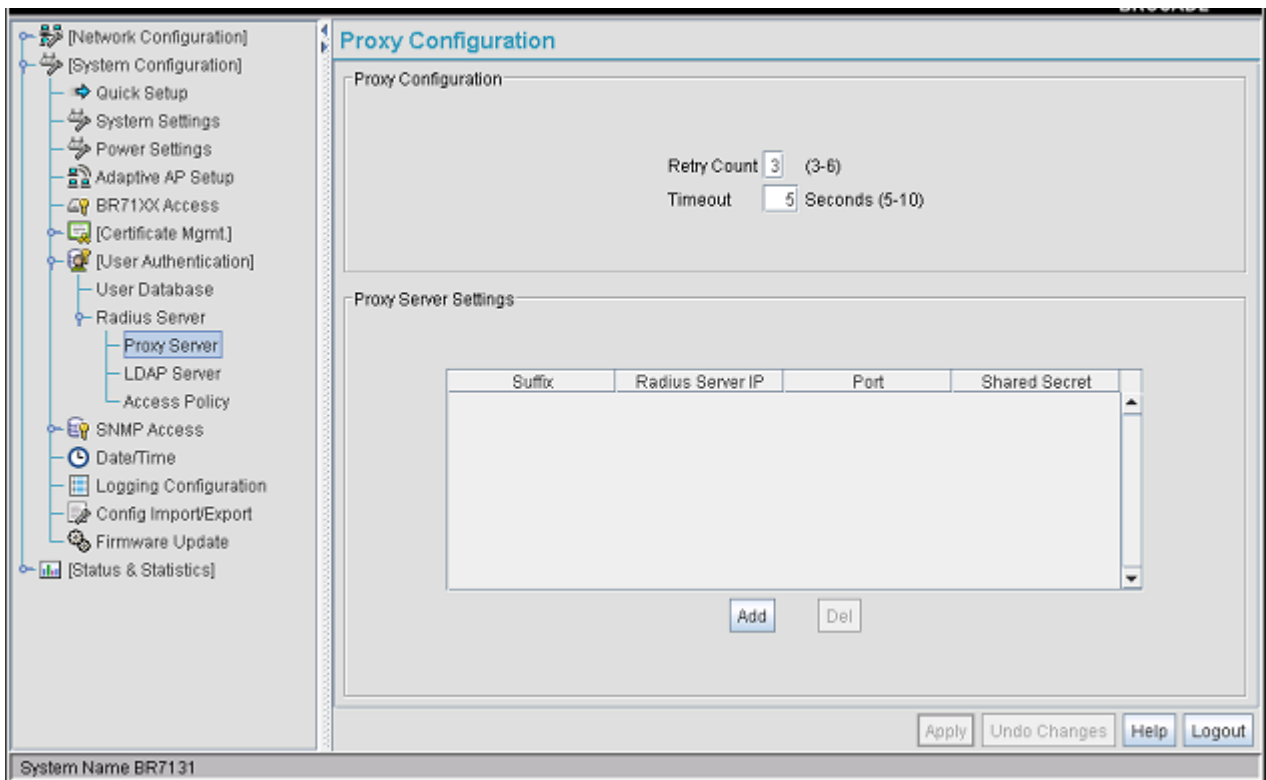 [Network Configuration]
[System Configuration]
Quick Setup
System Settings
Power Settings
Adaptive AP Setup
BR71XX Access
[Certificate Mgmt.]
[User Authentication]
User Database
Radius Server
Proxy Server
LDAP Server
Access Policy
SNMP Access
Date/Time
Logging Configuration
Config Import/Export
Firmware Update
[Status & Statistics]
Proxy Configuration
Proxy Configuration
Retry Count 3 (3-6)
Timeout 5 Seconds (5-10)
Proxy Server Settings
Suffix Radius Server IP Port Shared Secret
Add Del
Apply Undo Changes Help Logout
System Name BR7131